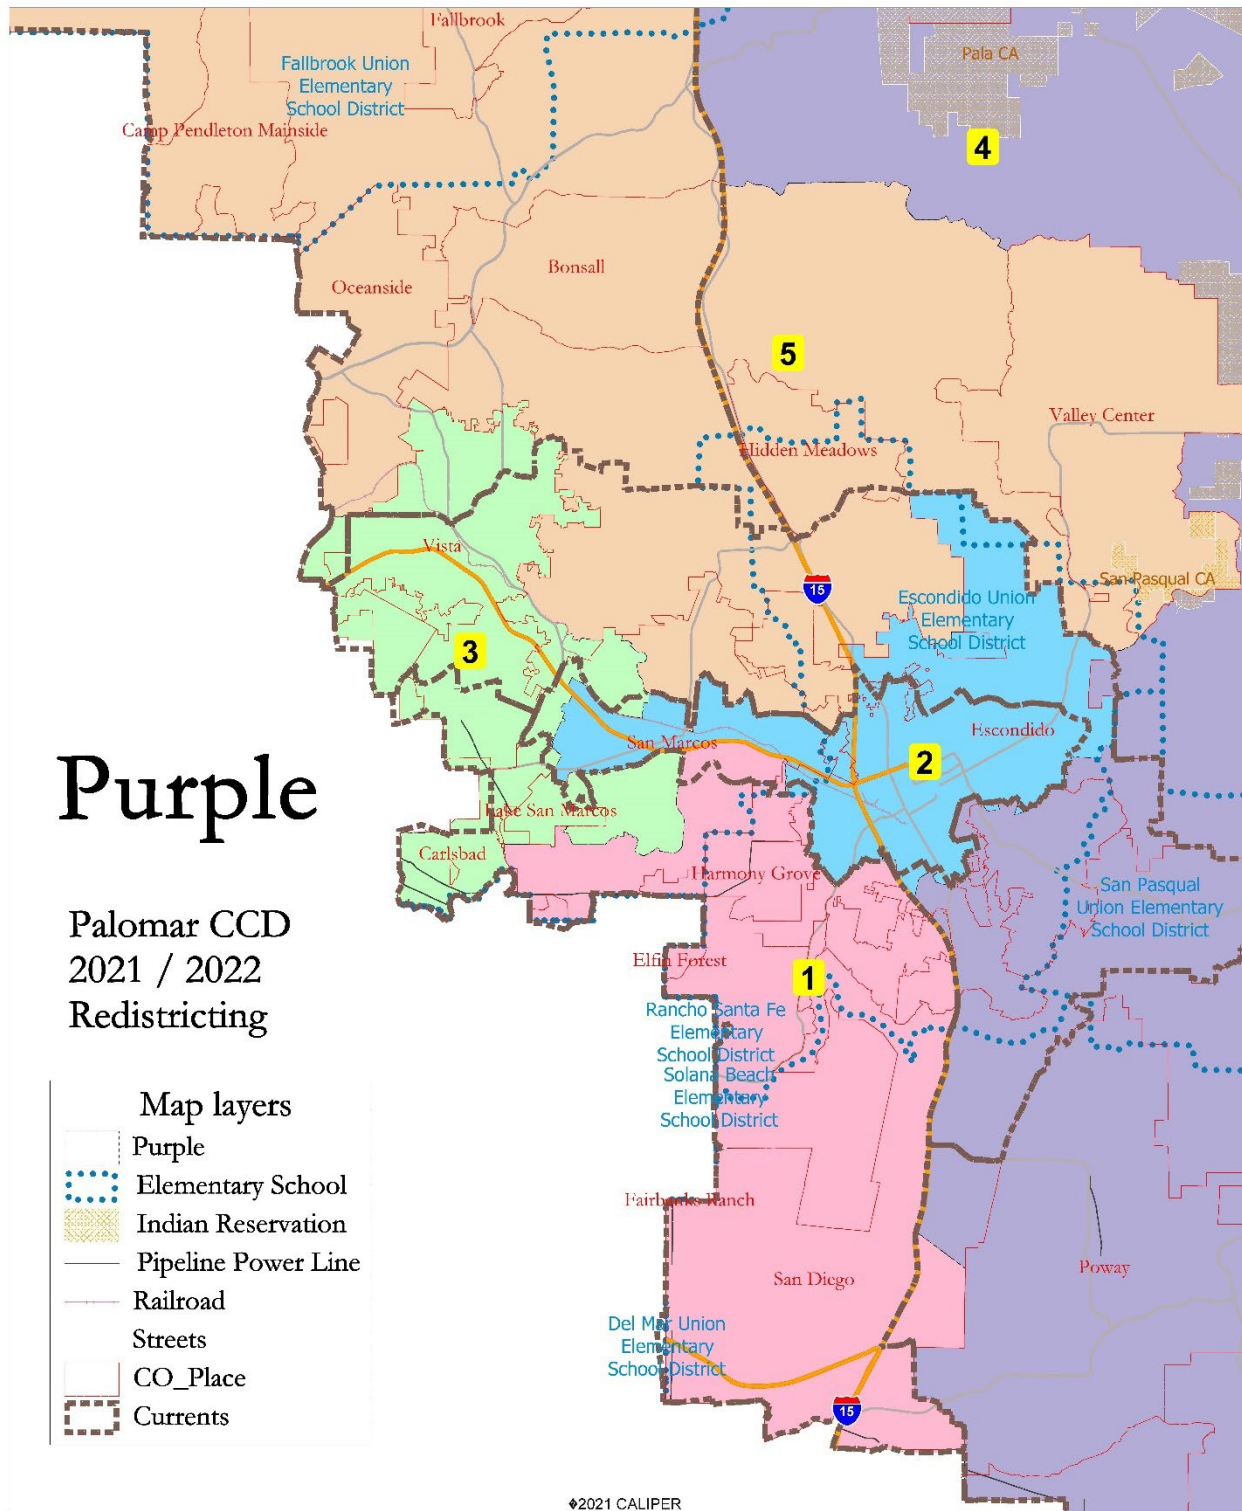 Fallbrook
Fallbrook Union
Elementary
School District
Pala CA
Camp Pendleton Mainside
4
Bonsall
Oceanside
5
Valley Center
Hidden Meadows
Vista
San Pasqual CA
15
Escondido Union
Elementary
School District
3
Escondido
San Marcos
2
Purple
Lake San Marcos
Carlsbad
Harmony Grove
San Pasqual
Union Elementary
School District
Palomar CCD
2021 / 2022
Redistricting
Elfin Forest
1
Rancho Santa Fe
Elementary
School District
Solana Beach
Elementary
School District
Map layers
Purple
Elementary School
Indian Reservation
Pipeline Power Line
Railroad
Streets
CO_Place
Currents
Fairbanks Ranch
San Diego
Poway
Del Mar Union
Elementary
School District
15
�2021 CALIPER